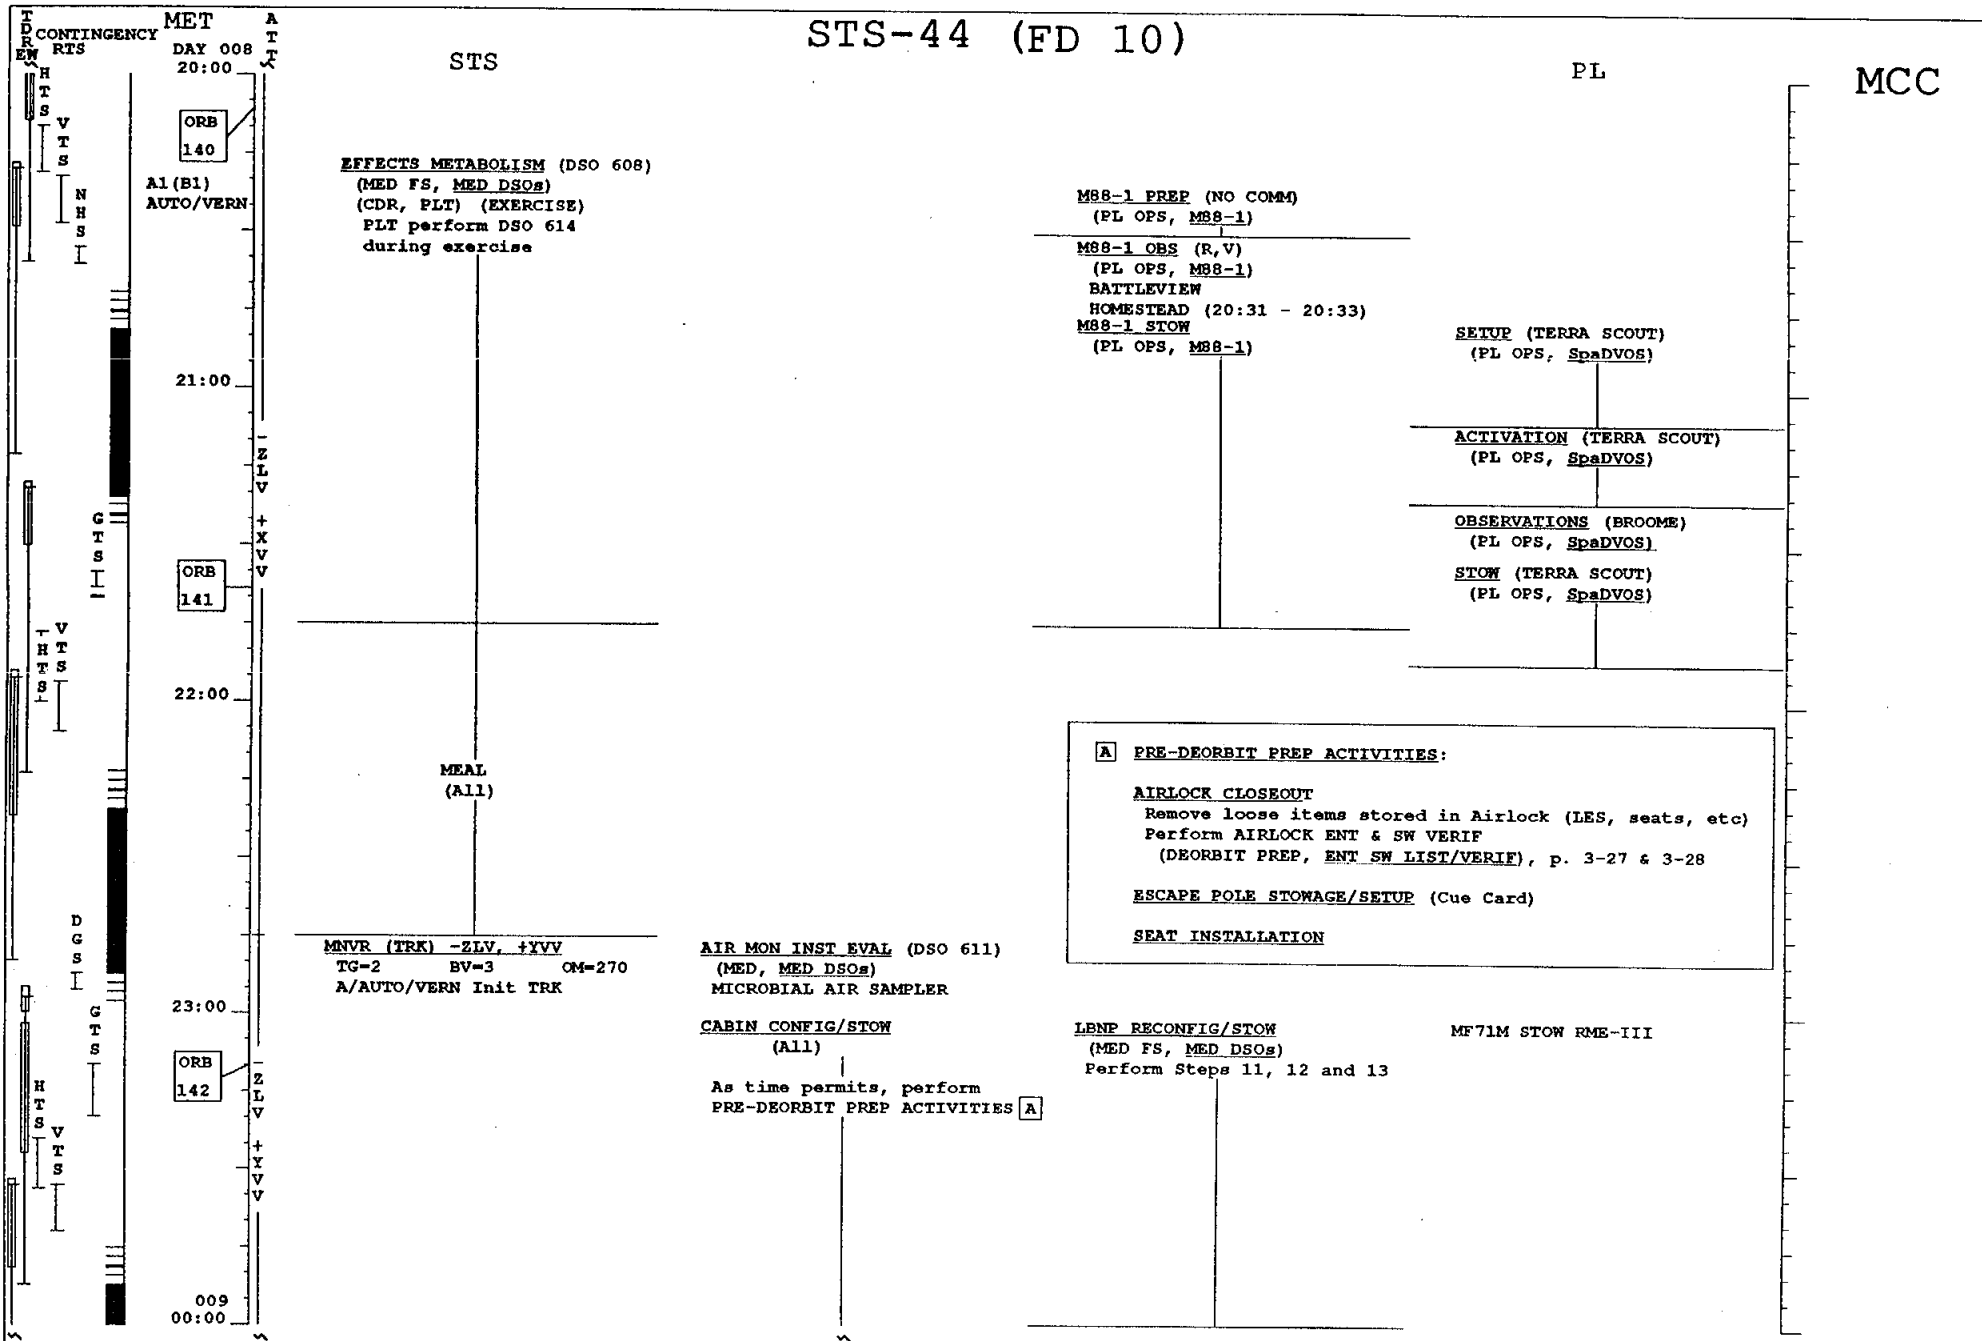 STS-44 (FD 10)
TDR
EW
CONTINGENCY
RTS
MET
DAY 008
ATT
STS
PL
MCC
20:00
HTS
VTS
NHS
ORB
140
A1(B1)
AUTO/VERN
EFFECTS METABOLISM (DSO 608)
(MED FS, MED DSOs)
(CDR, PLT) (EXERCISE)
PLT perform DSO 614
during exercise
M88-1 PREP (NO COMM)
(PL OPS, M88-1)
M88-1 OBS (R,V)
(PL OPS, M88-1)
BATTLEVIEW
HOMESTEAD (20:31 - 20:33)
M88-1 STOW
(PL OPS, M88-1)
SETUP (TERRA SCOUT)
(PL OPS, SpaDVOS)
21:00
-ZLV +XVV
ACTIVATION (TERRA SCOUT)
(PL OPS, SpaDVOS)
GTS
OBSERVATIONS (BROOME)
(PL OPS, SpaDVOS)
ORB
141
STOW (TERRA SCOUT)
(PL OPS, SpaDVOS)
HTS
VTS
22:00
MEAL
(All)
A PRE-DEORBIT PREP ACTIVITIES:
AIRLOCK CLOSEOUT
Remove loose items stored in Airlock (LES, seats, etc)
Perform AIRLOCK ENT & SW VERIF
(DEORBIT PREP, ENT SW LIST/VERIF), p. 3-27 & 3-28
ESCAPE POLE STOWAGE/SETUP (Cue Card)
SEAT INSTALLATION
DGS
MNVR (TRK) -ZLV, +YVV
TG=2 BV=3 OM=270
A/AUTO/VERN Init TRK
AIR MON INST EVAL (DSO 611)
(MED, MED DSOs)
MICROBIAL AIR SAMPLER
23:00
GTS
CABIN CONFIG/STOW
(All)
As time permits, perform
PRE-DEORBIT PREP ACTIVITIES A
LBNP RECONFIG/STOW
(MED FS, MED DSOs)
Perform Steps 11, 12 and 13
MF71M STOW RME-III
ORB
142
-ZLV +YVV
HTS
VTS
009
00:00